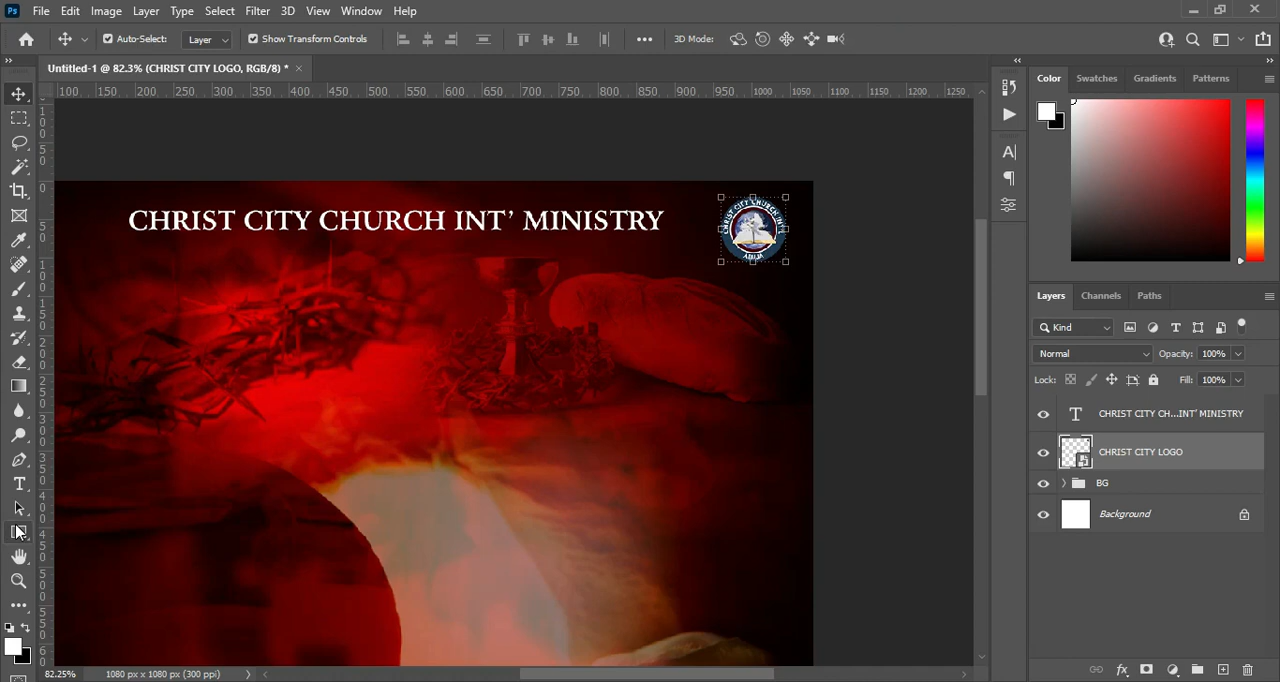 File Edit Image Layer Type Select Filter 3D View Window Help
Auto-Select: Layer Show Transform Controls 3D Mode:
Untitled-1 @ 82.3% (CHRIST CITY LOGO, RGB/8) *
100 150 200 250 300 350 400 450 500 550 600 650 700 750 800 850 900 950 1000 1050 1100 1150 1200 1250
Color Swatches Gradients Patterns
CHRIST CITY CHURCH INT' MINISTRY
CHRIST CITY CHURCH INT'L
Layers Channels Paths
Kind
Normal Opacity: 100%
Lock: Fill: 100%
CHRIST CITY CH...INT' MINISTRY
CHRIST CITY LOGO
BG
Background
82.25% 1080 px x 1080 px (300 ppi)